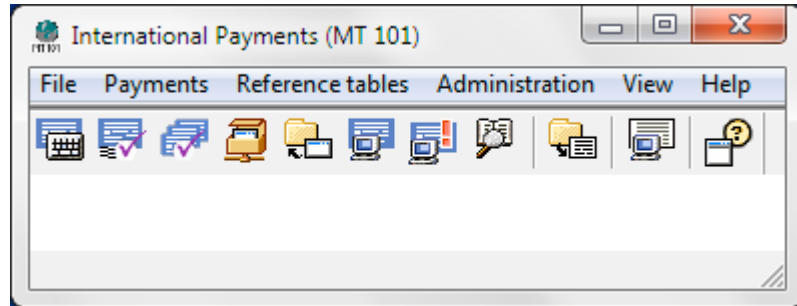 International Payments (MT 101)
File Payments Reference tables Administration View Help